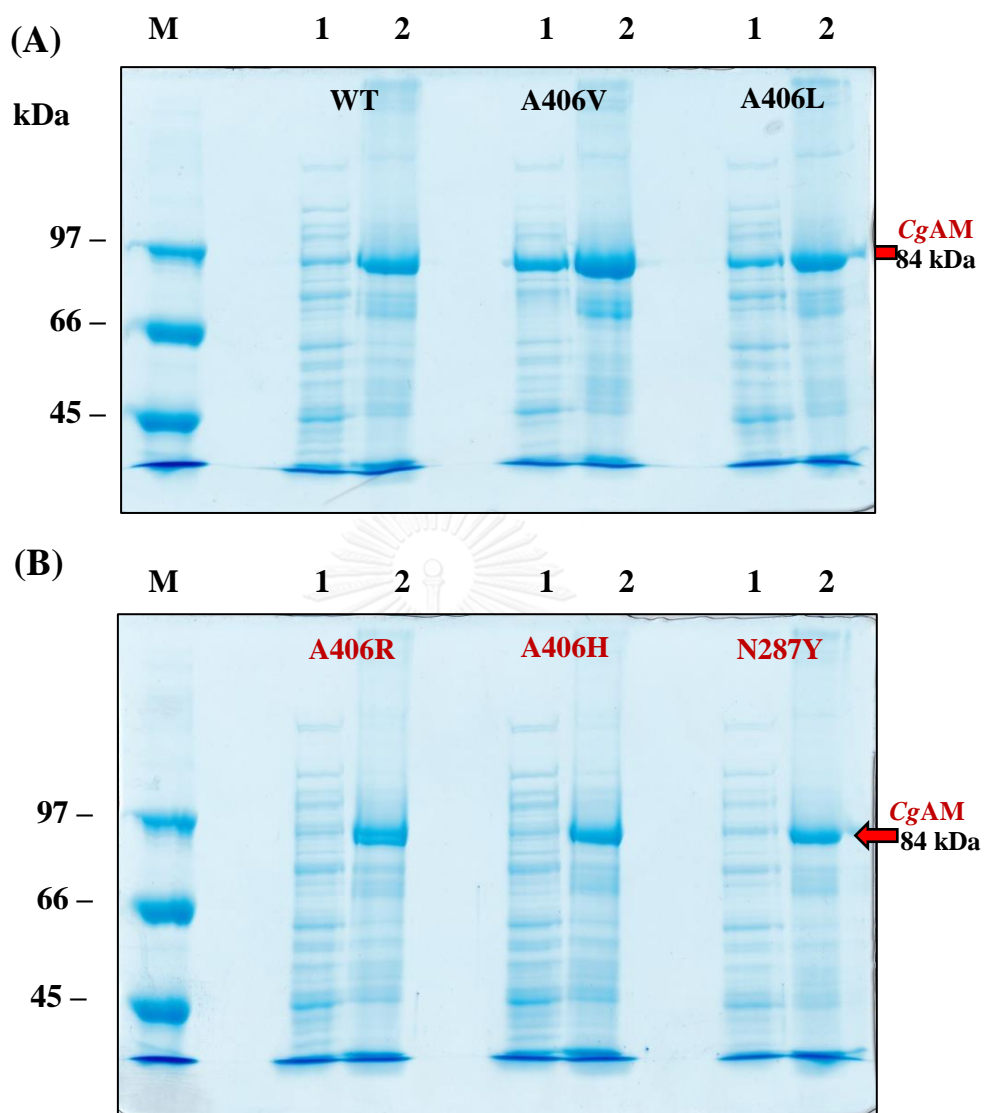 (A)
M 1 2 1 2 1 2
kDa
WT A406V A406L
97 –
66 –
45 –
CgAM
84 kDa
(B)
M 1 2 1 2 1 2
A406R A406H N287Y
97 –
66 –
45 –
CgAM
84 kDa